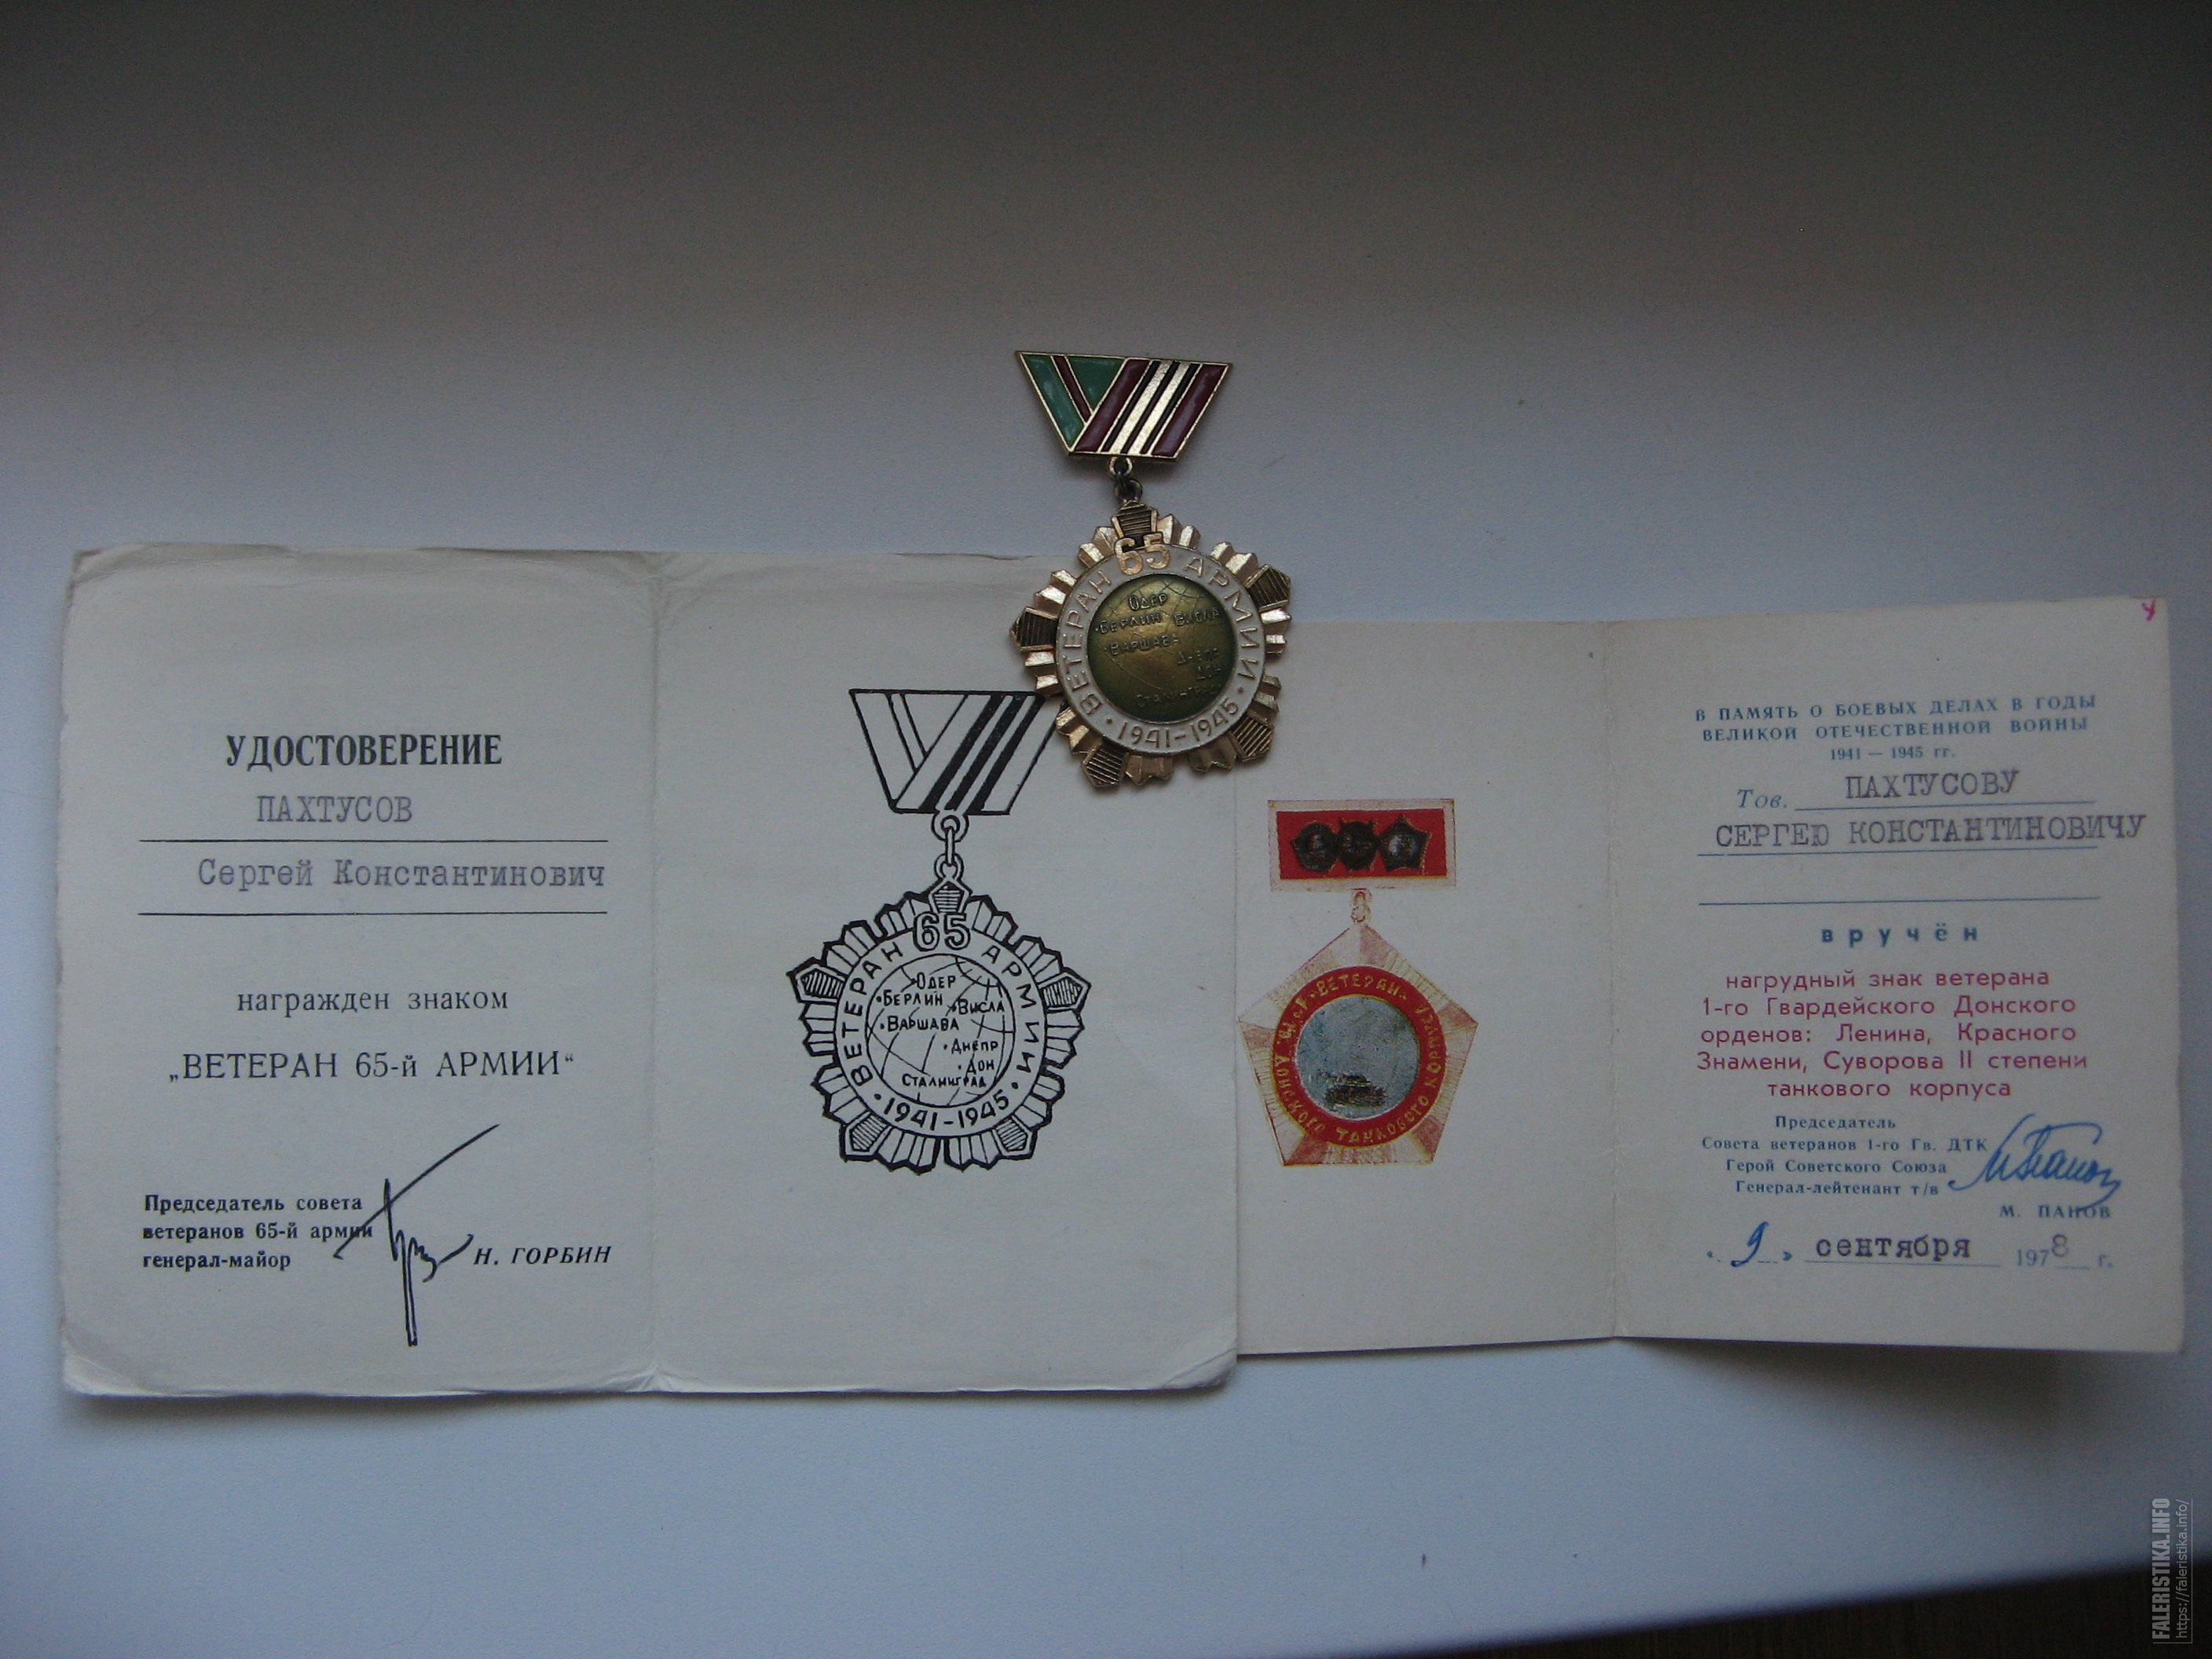 УДОСТОВЕРЕНИЕ
ПАХТУСОВ
Сергей Константинович
награжден знаком
„ВЕТЕРАН 65-й АРМИИ“
Председатель совета
ветеранов 65-й армии
генерал-майор
Н. ГОРБИН
65
ВЕТЕРАН АРМИИ
Одер
Берлин Висла
Варшава
Днепр
Дон
Сталинград
1941-1945
65
ВЕТЕРАН АРМИИ
Одер
Берлин Висла
Варшава
Днепр
Дон
Сталинград
1941-1945
ВЕТЕРАН
ДОНСКОГО ТАНКОВОГО КОРПУСА
В ПАМЯТЬ О БОЕВЫХ ДЕЛАХ В ГОДЫ
ВЕЛИКОЙ ОТЕЧЕСТВЕННОЙ ВОЙНЫ
1941 — 1945 гг.
Тов. ПАХТУСОВУ
СЕРГЕЮ КОНСТАНТИНОВИЧУ
вручён
нагрудный знак ветерана
1-го Гвардейского Донского
орденов: Ленина, Красного
Знамени, Суворова II степени
танкового корпуса
Председатель
Совета ветеранов 1-го Гв. ДТК
Герой Советского Союза
Генерал-лейтенант т/в
М. ПАНОВ
« 9 » сентября 1978 г.
FALERISTIKA.INFO
https://faleristika.info/